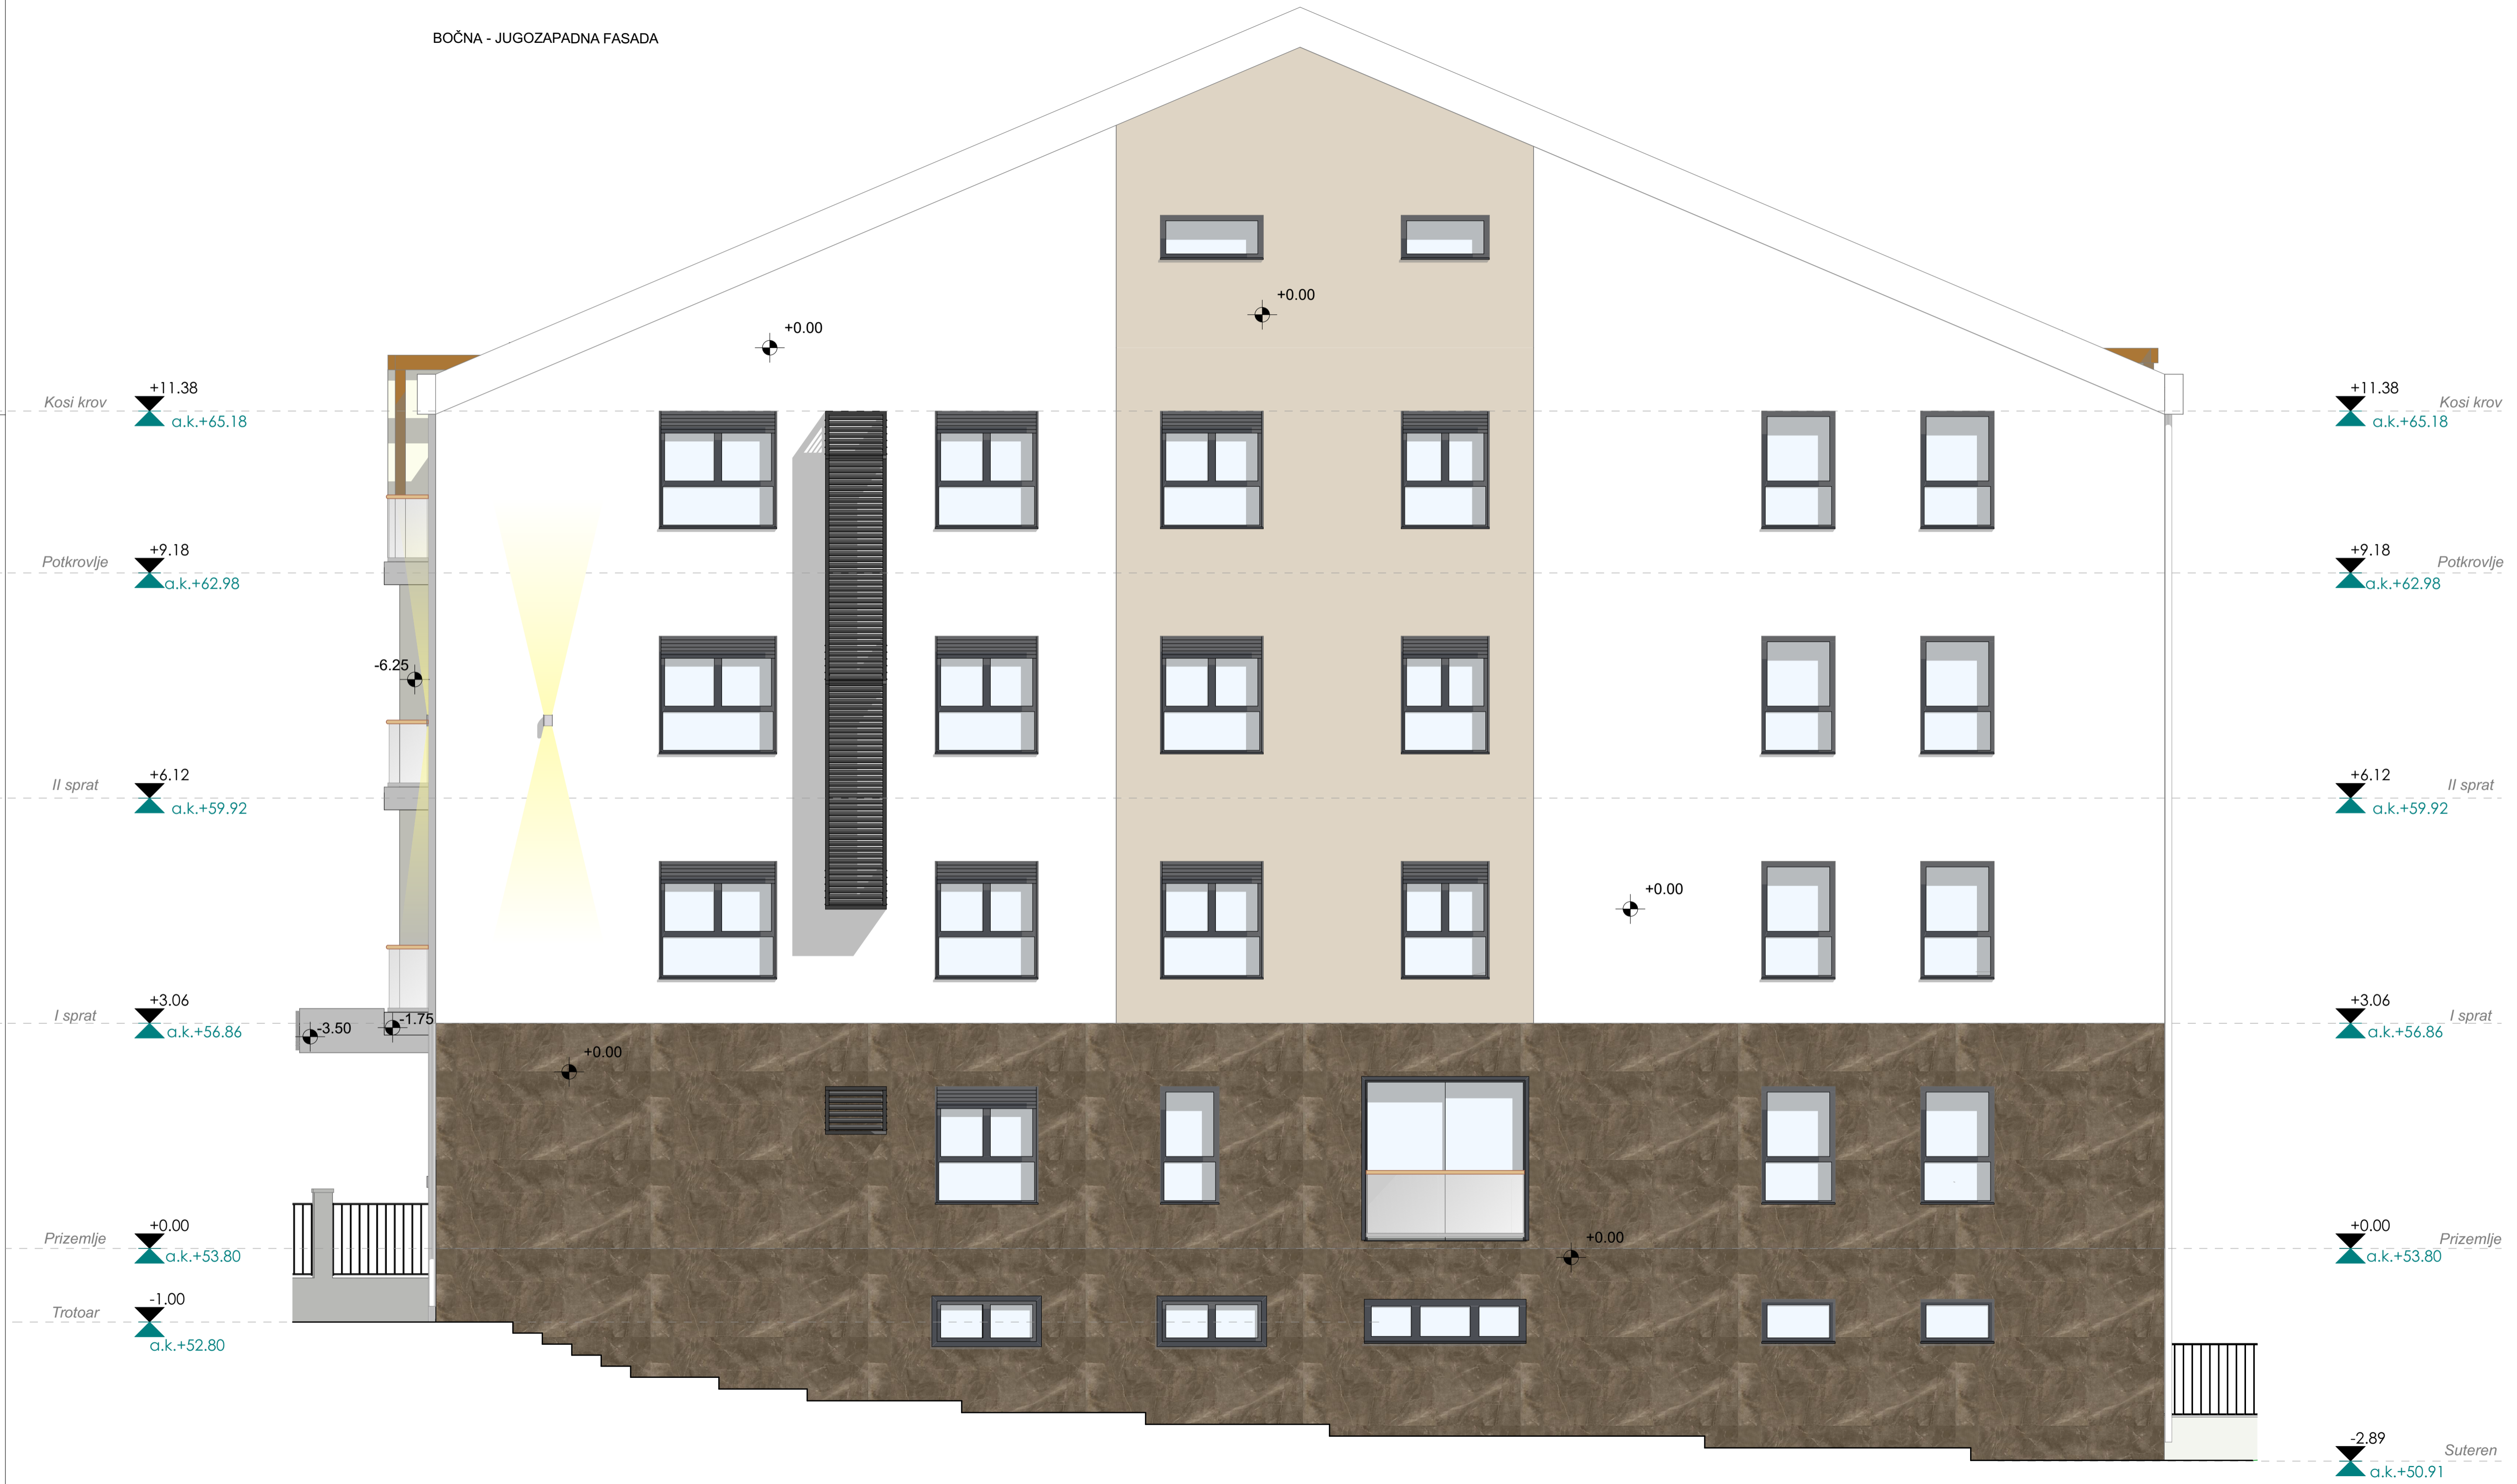 BOČNA - JUGOZAPADNA FASADA
+0.00
+0.00
+11.38
Kosi krov
a.k.+65.18
+11.38
Kosi krov
a.k.+65.18
+9.18
Potkrovlje
a.k.+62.98
+9.18
Potkrovlje
a.k.+62.98
-6.25
+6.12
II sprat
a.k.+59.92
+6.12
II sprat
a.k.+59.92
+0.00
+3.06
I sprat
a.k.+56.86
-3.50
-1.75
+3.06
I sprat
a.k.+56.86
+0.00
+0.00
Prizemlje
a.k.+53.80
+0.00
+0.00
Prizemlje
a.k.+53.80
-1.00
Trotoar
a.k.+52.80
-2.89
Suteren
a.k.+50.91